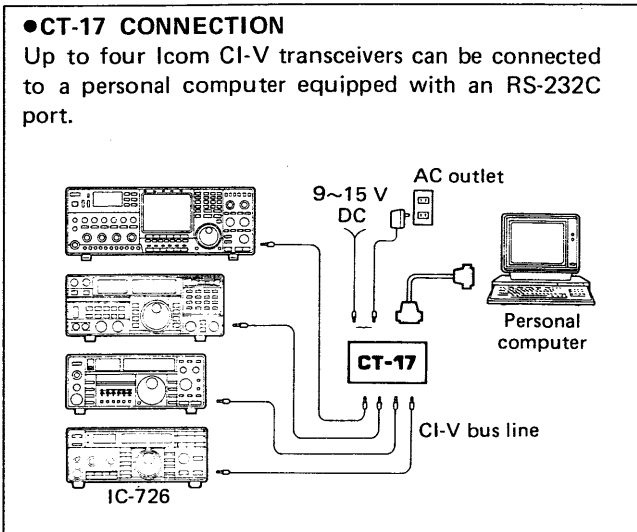 ●CT-17 CONNECTION
Up to four Icom CI-V transceivers can be connected
to a personal computer equipped with an RS-232C
port.
AC outlet
9~15 V
DC
Personal
computer
CT-17
CI-V bus line
IC-726